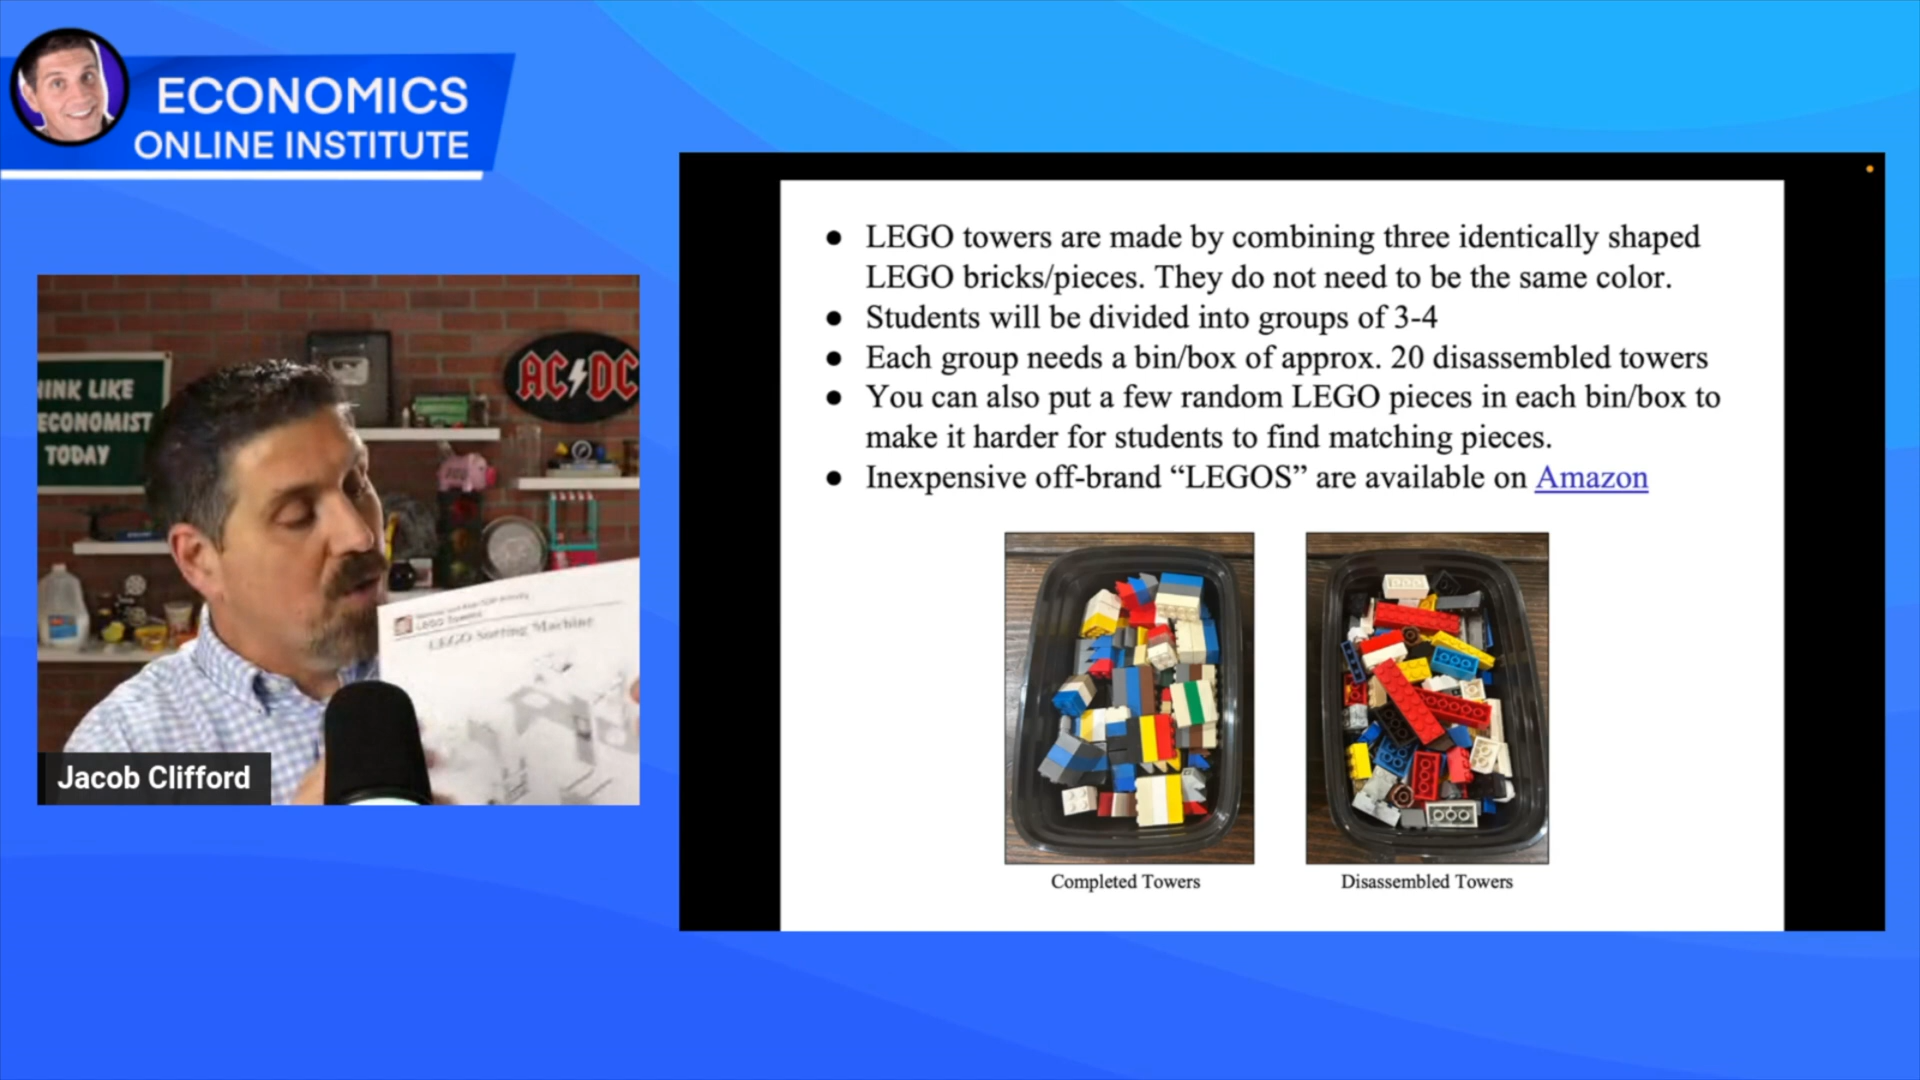 ECONOMICS
ONLINE INSTITUTE
INK LIKE
ECONOMIST
TODAY
AC DC
LEGO Towers
LEGO Sorting Machine
Jacob Clifford
● LEGO towers are made by combining three identically shaped
LEGO bricks/pieces. They do not need to be the same color.
● Students will be divided into groups of 3-4
● Each group needs a bin/box of approx. 20 disassembled towers
● You can also put a few random LEGO pieces in each bin/box to
make it harder for students to find matching pieces.
● Inexpensive off-brand “LEGOS” are available on Amazon
Completed Towers
Disassembled Towers